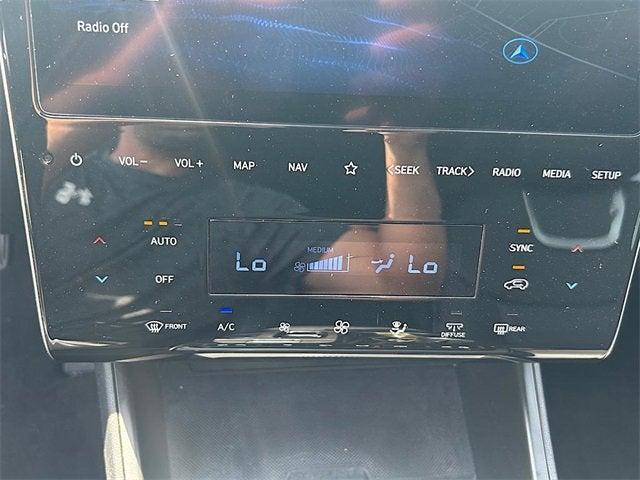 Radio Off
VOL− VOL+ MAP NAV <SEEK TRACK> RADIO MEDIA SETUP
AUTO MEDIUM SYNC
Lo Lo
OFF
FRONT A/C DIFFUSE REAR